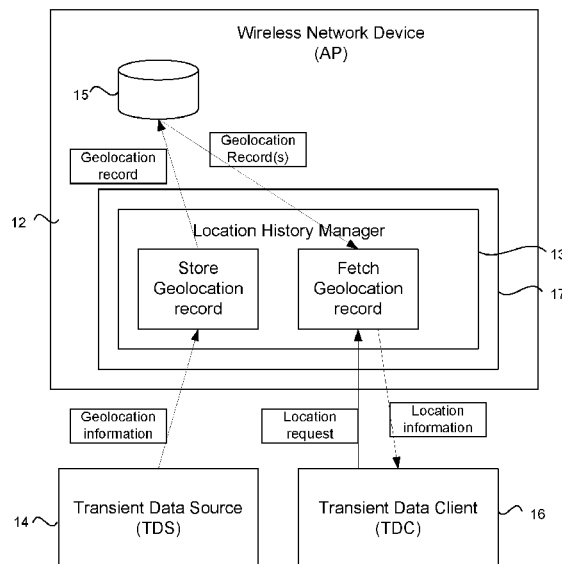 Wireless Network Device
(AP)
15
Geolocation
Record(s)
Geolocation
record
12
Location History Manager
13
Store
Geolocation
record
Fetch
Geolocation
record
17
Geolocation
information
Location
request
Location
information
14
Transient Data Source
(TDS)
Transient Data Client
(TDC)
16